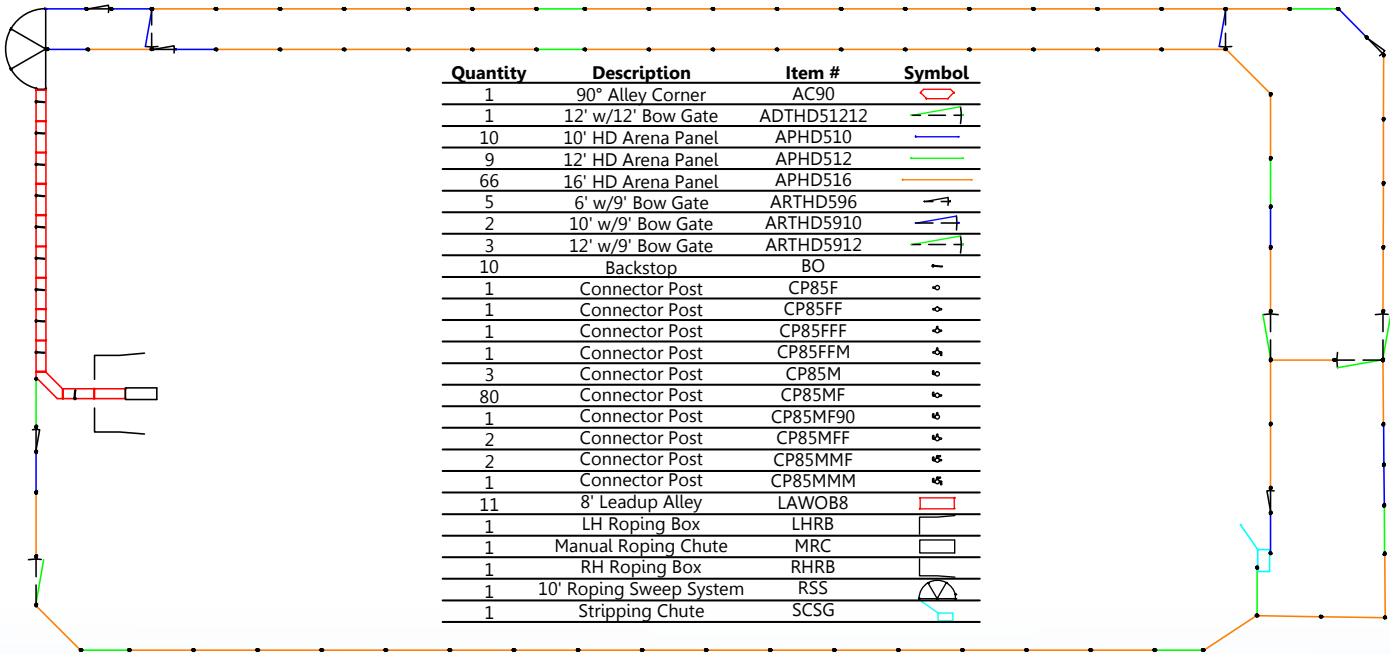 Quantity Description Item # Symbol
1 90° Alley Corner AC90
1 12' w/12' Bow Gate ADTHD51212
10 10' HD Arena Panel APHD510
9 12' HD Arena Panel APHD512
66 16' HD Arena Panel APHD516
5 6' w/9' Bow Gate ARTHD596
2 10' w/9' Bow Gate ARTHD5910
3 12' w/9' Bow Gate ARTHD5912
10 Backstop BO
1 Connector Post CP85F
1 Connector Post CP85FF
1 Connector Post CP85FFF
1 Connector Post CP85FFM
3 Connector Post CP85M
80 Connector Post CP85MF
1 Connector Post CP85MF90
2 Connector Post CP85MFF
2 Connector Post CP85MMF
1 Connector Post CP85MMM
11 8' Leadup Alley LAWOB8
1 LH Roping Box LHRB
1 Manual Roping Chute MRC
1 RH Roping Box RHRB
1 10' Roping Sweep System RSS
1 Stripping Chute SCSG